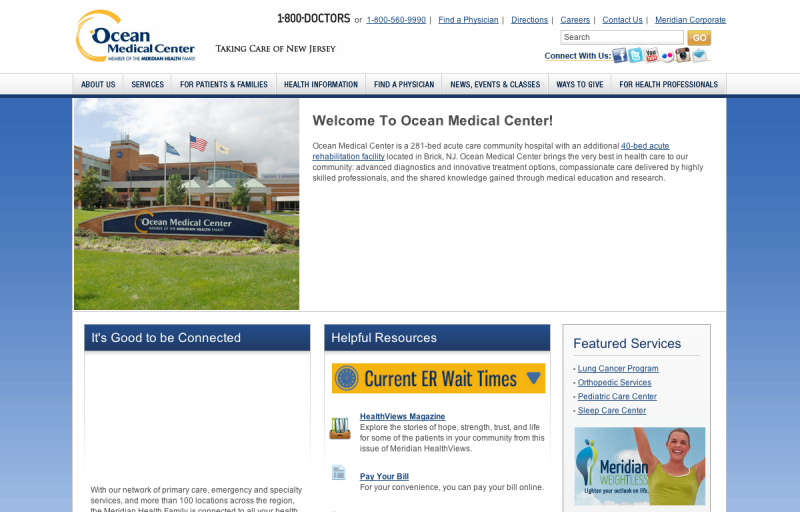 Ocean
Medical Center
MEMBER OF THE MERIDIAN HEALTH FAMILY
TAKING CARE OF NEW JERSEY
1-800-DOCTORS or 1-800-560-9990 | Find a Physician | Directions | Careers | Contact Us | Meridian Corporate
Search GO
Connect With Us:
You Tube
ABOUT US SERVICES FOR PATIENTS & FAMILIES HEALTH INFORMATION FIND A PHYSICIAN NEWS, EVENTS & CLASSES WAYS TO GIVE FOR HEALTH PROFESSIONALS
Ocean Medical Center
MEMBER OF THE MERIDIAN HEALTH FAMILY
Welcome To Ocean Medical Center!
Ocean Medical Center is a 281-bed acute care community hospital with an additional 40-bed acute
rehabilitation facility located in Brick, NJ. Ocean Medical Center brings the very best in health care to our
community: advanced diagnostics and innovative treatment options, compassionate care delivered by highly
skilled professionals, and the shared knowledge gained through medical education and research.
It's Good to be Connected
With our network of primary care, emergency and specialty
services, and more than 100 locations across the region,
the Meridian Health Family is connected to all your health
Helpful Resources
Current ER Wait Times
HealthViews Magazine
Explore the stories of hope, strength, trust, and life
for some of the patients in your community from this
issue of Meridian HealthViews.
Pay Your Bill
For your convenience, you can pay your bill online.
Featured Services
- Lung Cancer Program
- Orthopedic Services
- Pediatric Care Center
- Sleep Care Center
Meridian
WEIGHTLESS
Lighten your outlook on life.